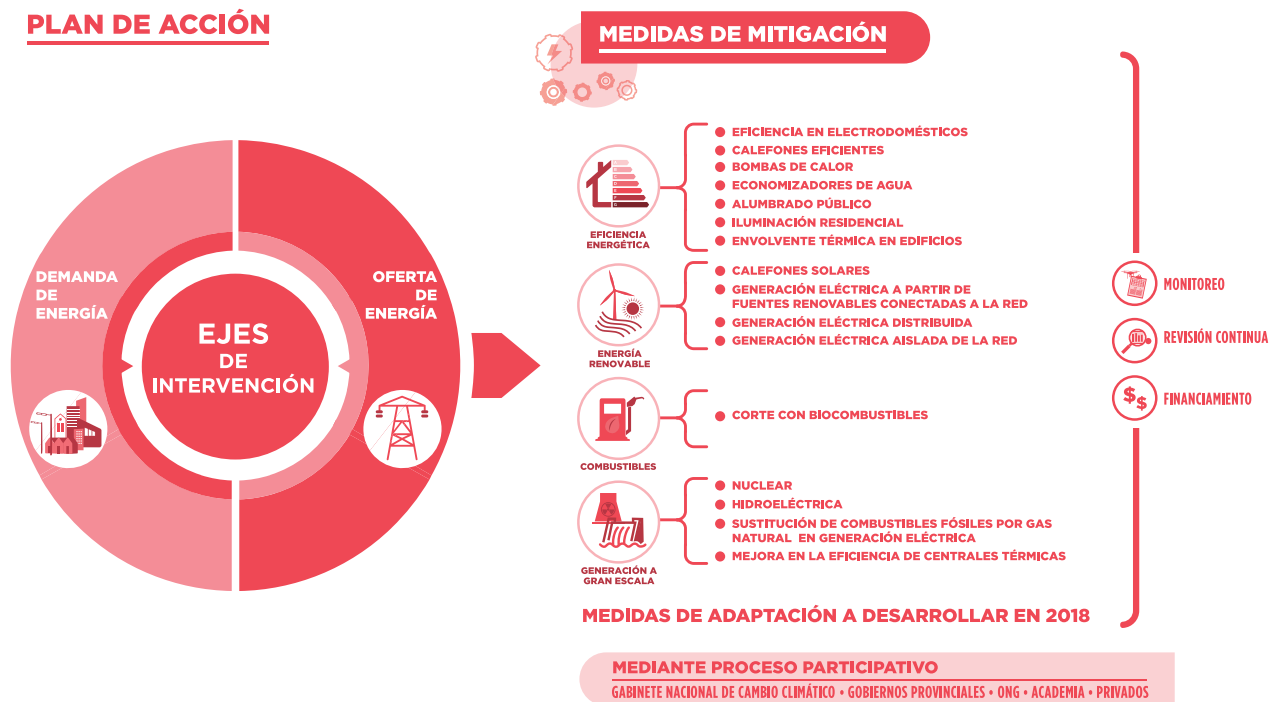 PLAN DE ACCIÓN
DEMANDA
DE
ENERGÍA
OFERTA
DE
ENERGÍA
EJES
DE
INTERVENCIÓN
MEDIDAS DE MITIGACIÓN
EFICIENCIA
ENERGÉTICA
EFICIENCIA EN ELECTRODOMÉSTICOS
CALEFONES EFICIENTES
BOMBAS DE CALOR
ECONOMIZADORES DE AGUA
ALUMBRADO PÚBLICO
ILUMINACIÓN RESIDENCIAL
ENVOLVENTE TÉRMICA EN EDIFICIOS
ENERGÍA
RENOVABLE
CALEFONES SOLARES
GENERACIÓN ELÉCTRICA A PARTIR DE
FUENTES RENOVABLES CONECTADAS A LA RED
GENERACIÓN ELÉCTRICA DISTRIBUIDA
GENERACIÓN ELÉCTRICA AISLADA DE LA RED
COMBUSTIBLES
CORTE CON BIOCOMBUSTIBLES
GENERACIÓN A
GRAN ESCALA
NUCLEAR
HIDROELÉCTRICA
SUSTITUCIÓN DE COMBUSTIBLES FÓSILES POR GAS
NATURAL EN GENERACIÓN ELÉCTRICA
MEJORA EN LA EFICIENCIA DE CENTRALES TÉRMICAS
MEDIDAS DE ADAPTACIÓN A DESARROLLAR EN 2018
MONITOREO
REVISIÓN CONTINUA
$$
FINANCIAMIENTO
MEDIANTE PROCESO PARTICIPATIVO
GABINETE NACIONAL DE CAMBIO CLIMÁTICO • GOBIERNOS PROVINCIALES • ONG • ACADEMIA • PRIVADOS